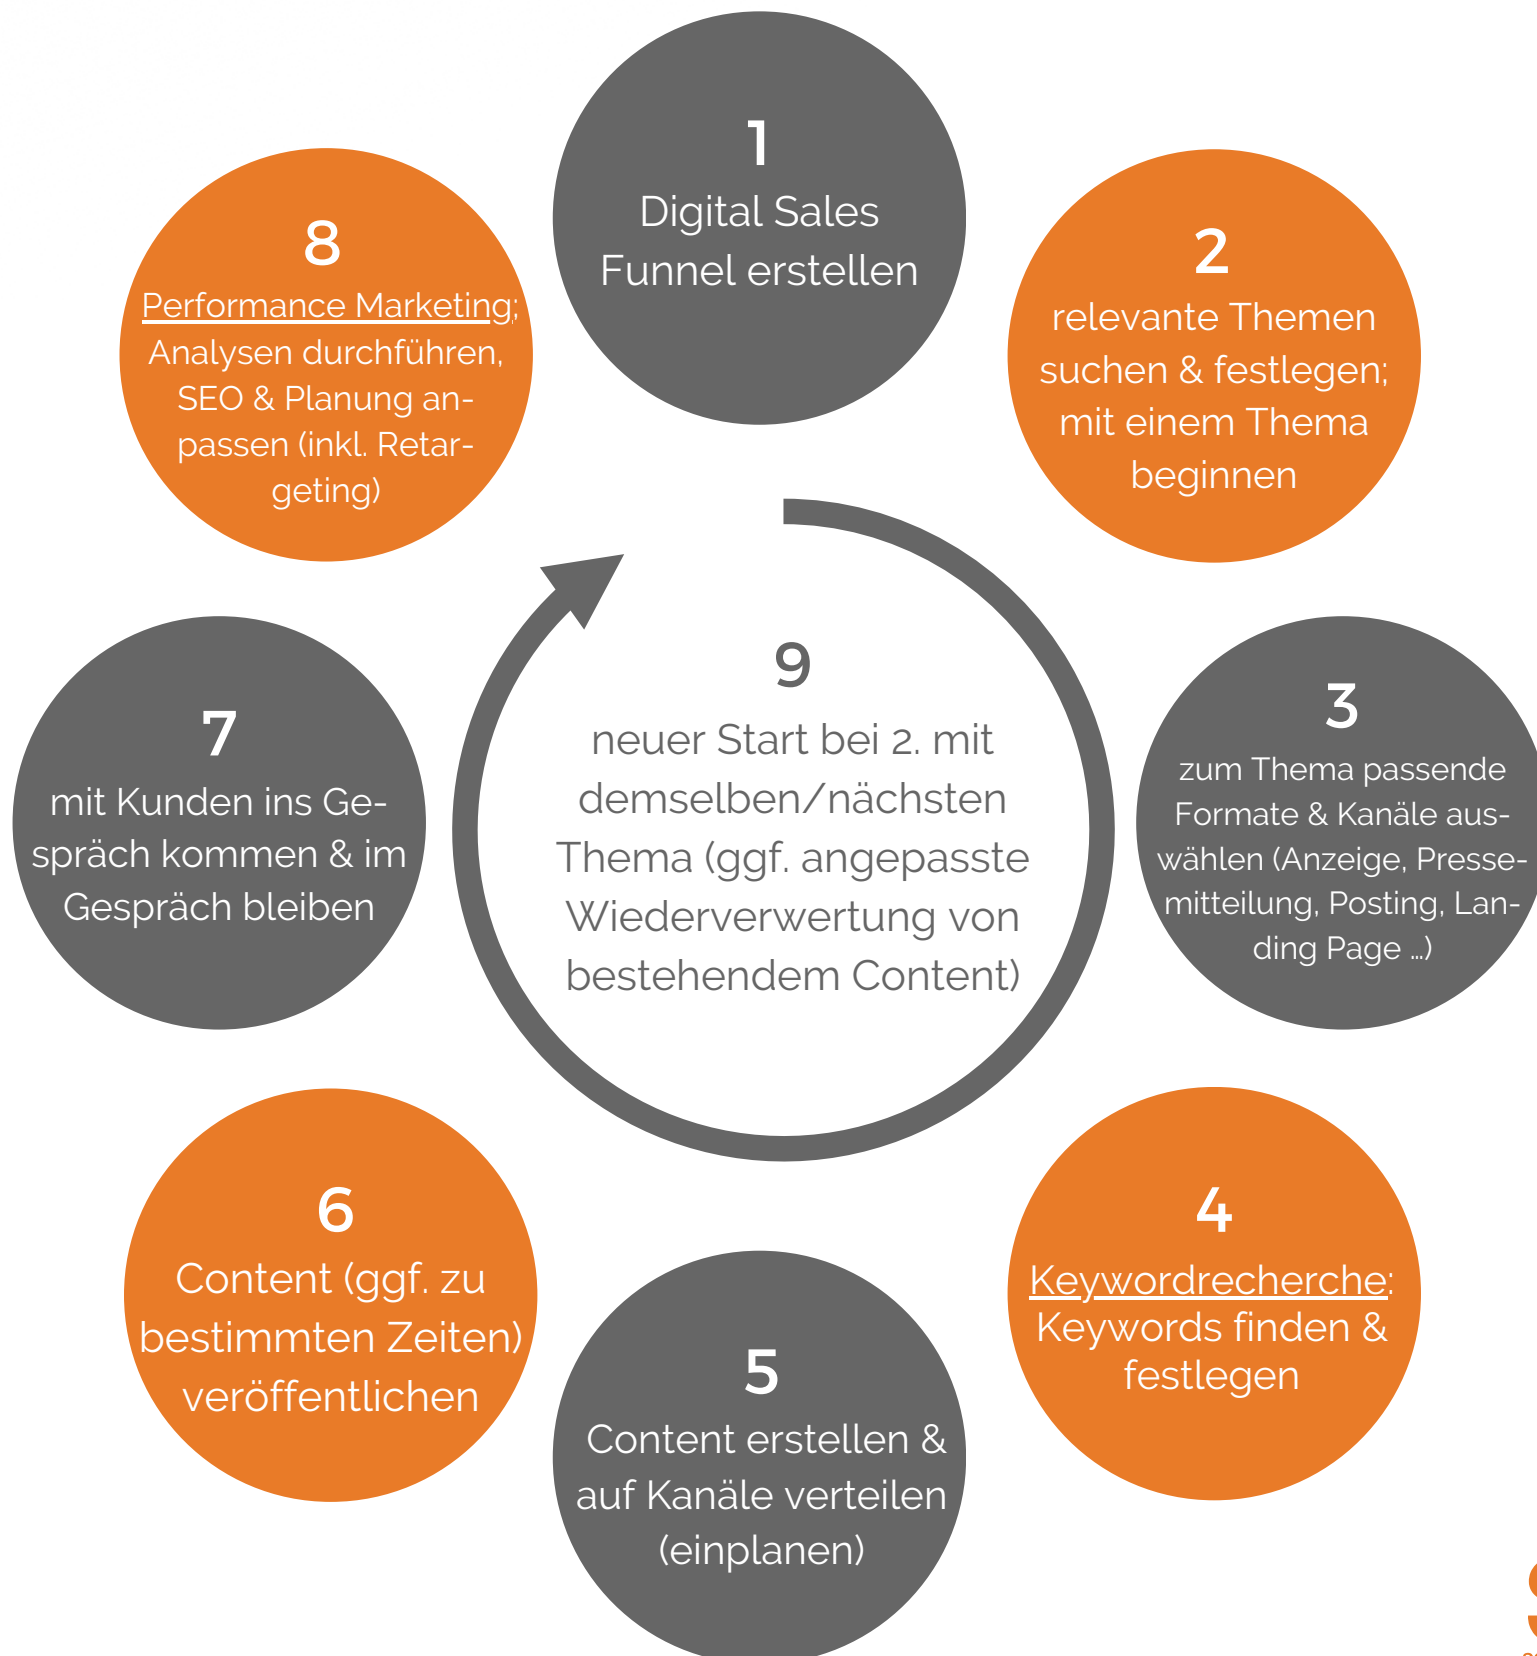 1
Digital Sales
Funnel erstellen
2
relevante Themen
suchen & festlegen;
mit einem Thema
beginnen
3
zum Thema passende
Formate & Kanäle aus-
wählen (Anzeige, Presse-
mitteilung, Posting, Lan-
ding Page ...)
4
Keywordrecherche:
Keywords finden &
festlegen
5
Content erstellen &
auf Kanäle verteilen
(einplanen)
6
Content (ggf. zu
bestimmten Zeiten)
veröffentlichen
7
mit Kunden ins Ge-
spräch kommen & im
Gespräch bleiben
8
Performance Marketing;
Analysen durchführen,
SEO & Planung an-
passen (inkl. Retar-
geting)
9
neuer Start bei 2. mit
demselben/nächsten
Thema (ggf. angepasste
Wiederverwertung von
bestehendem Content)